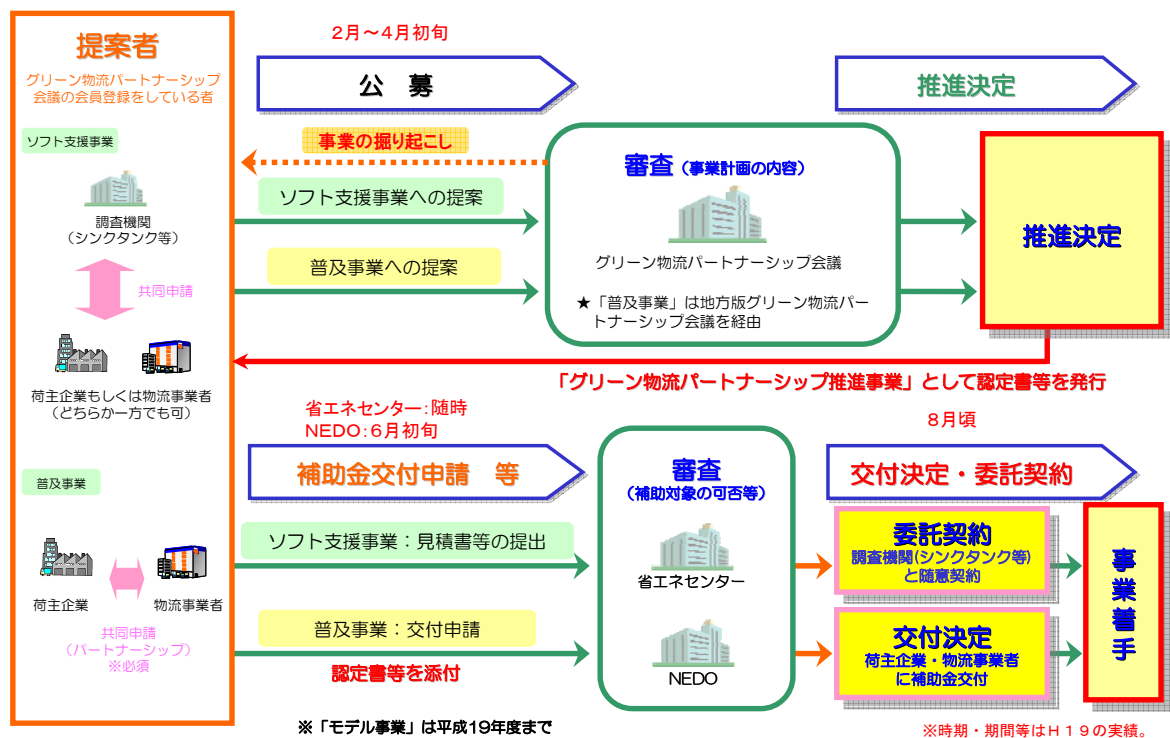 提案者
グリーン物流パートナーシップ
会議の会員登録をしている者
ソフト支援事業
調査機関
（シンクタンク等）
共同申請
荷主企業もしくは物流事業者
（どちらか一方でも可）
普及事業
荷主企業
物流事業者
共同申請
（パートナーシップ）
※必須
２月～４月初旬
公　募
推進決定
事業の掘り起こし
ソフト支援事業への提案
普及事業への提案
審査（事業計画の内容）
グリーン物流パートナーシップ会議
★「普及事業」は地方版グリーン物流パー
トナーシップ会議を経由
推進決定
「グリーン物流パートナーシップ推進事業」として認定書等を発行
省エネセンター：随時
NEDO：６月初旬
８月頃
補助金交付申請　等
審査
（補助対象の可否等）
交付決定・委託契約
ソフト支援事業：見積書等の提出
普及事業：交付申請
認定書等を添付
省エネセンター
NEDO
委託契約
調査機関(シンクタンク等)
と随意契約
交付決定
荷主企業・物流事業者
に補助金交付
事業着手
※「モデル事業」は平成19年度まで
※時期・期間等はＨ１９の実績。